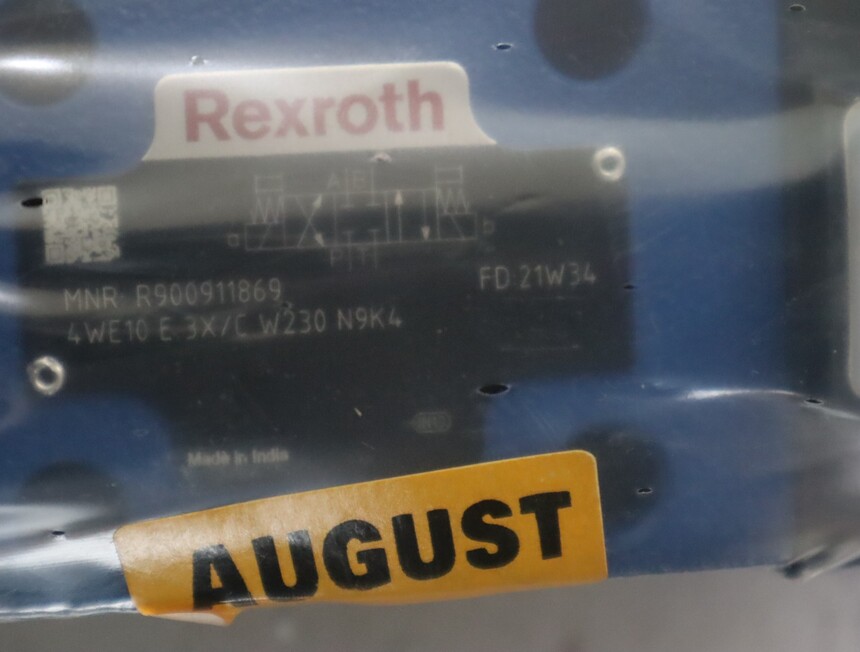 Rexroth
A B
a b
P T
MNR R900911869
FD 21W34
4WE10 E 3X/C W230 N9K4
Made in India
AUGUST